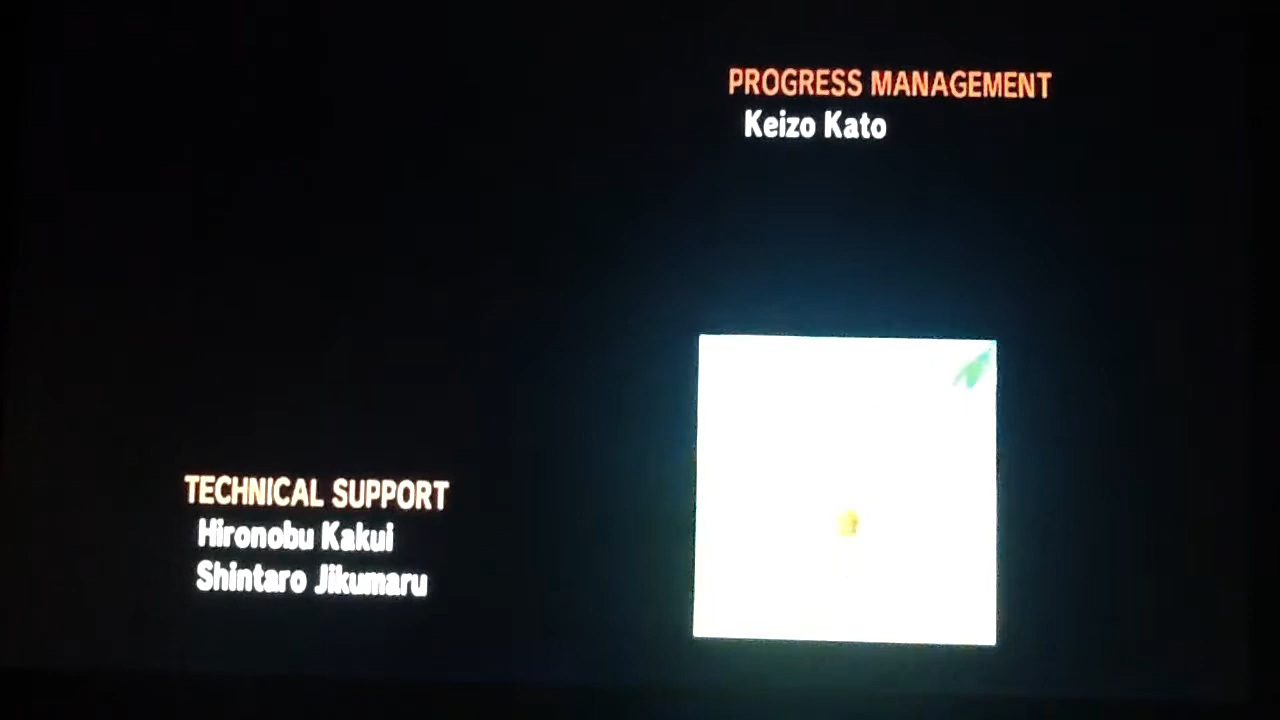 PROGRESS MANAGEMENT
Keizo Kato
TECHNICAL SUPPORT
Hironobu Kakui
Shintaro Jikumaru